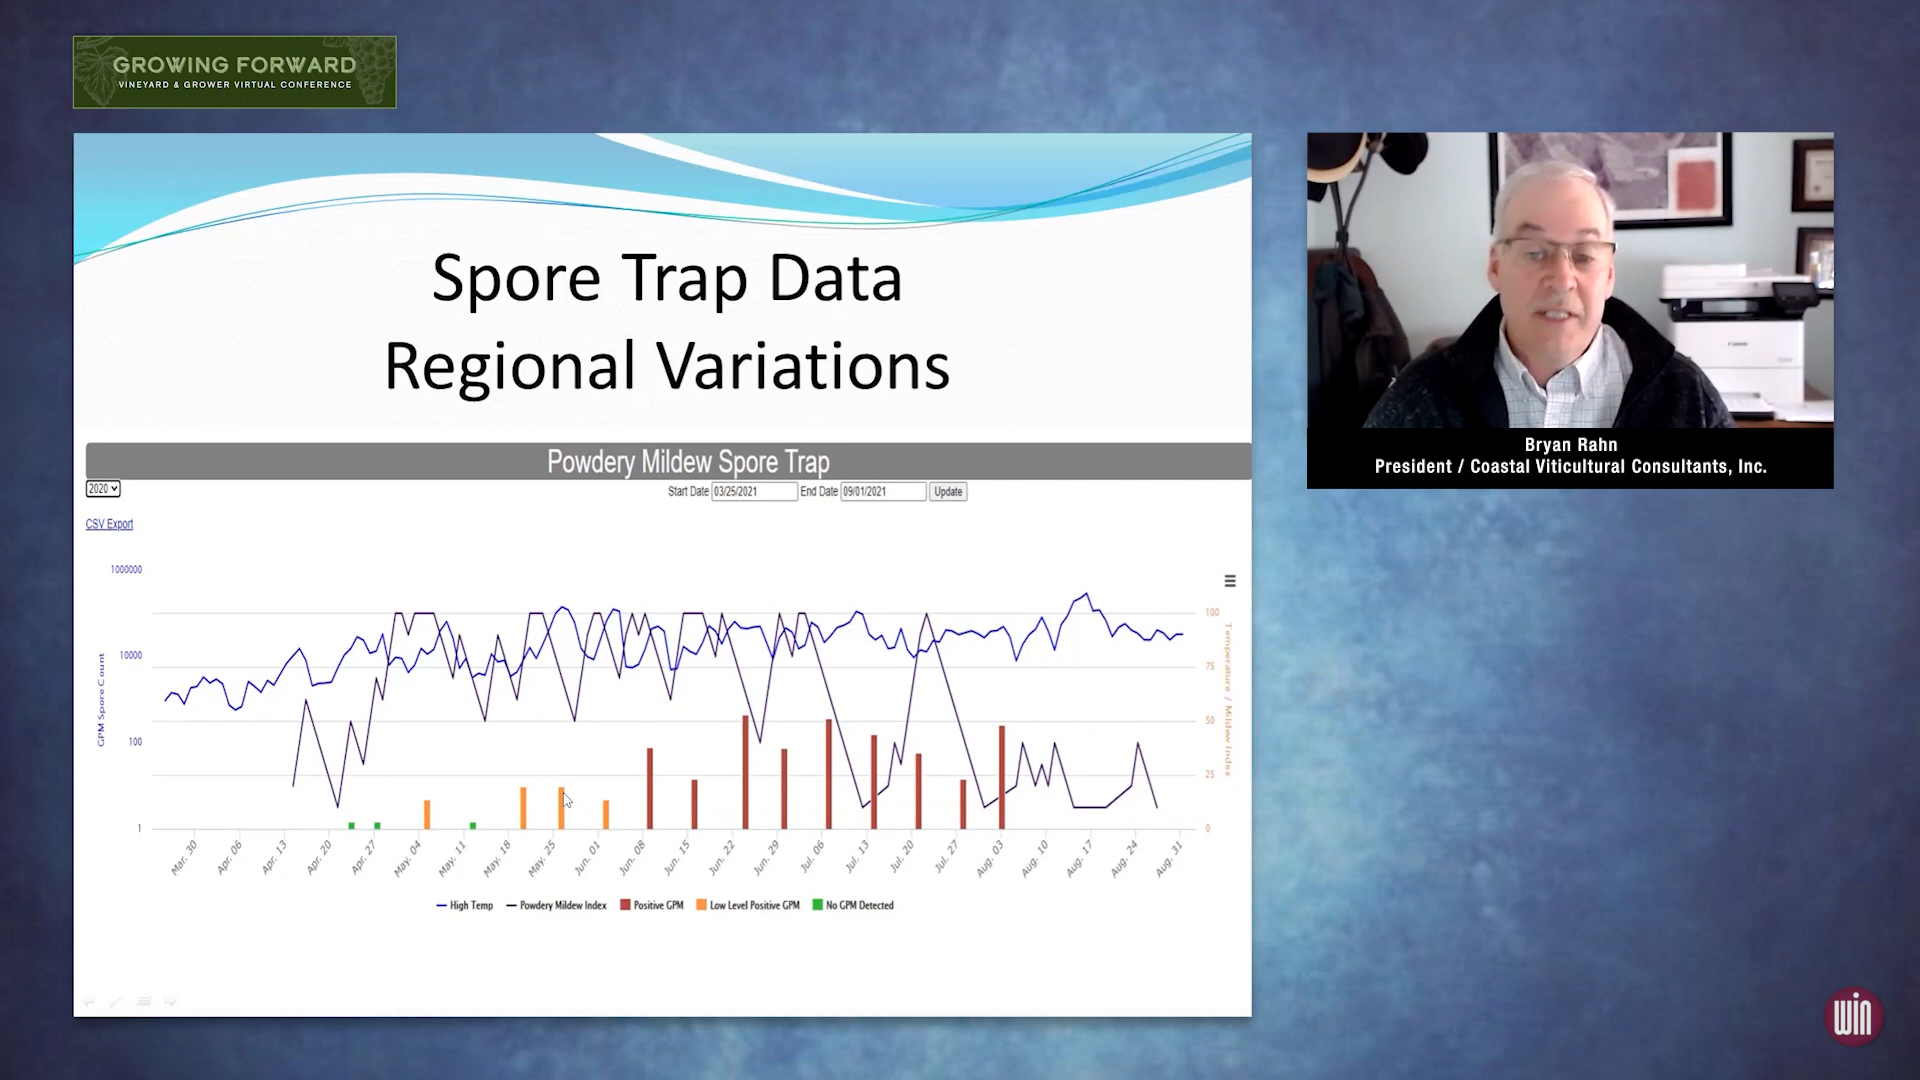 GROWING FORWARD
VINEYARD & GROWER VIRTUAL CONFERENCE
Spore Trap Data
Regional Variations
Powdery Mildew Spore Trap
2020
Start Date 03/25/2021 End Date 09/01/2021 Update
CSV Export
1000000
10000
100
1
GPM Spore Count
100
75
50
25
0
Temperature / Mildew Index
Mar. 30
Apr. 06
Apr. 13
Apr. 20
Apr. 27
May. 04
May. 11
May. 18
May. 25
Jun. 01
Jun. 08
Jun. 15
Jun. 22
Jun. 29
Jul. 06
Jul. 13
Jul. 20
Jul. 27
Aug. 03
Aug. 10
Aug. 17
Aug. 24
Aug. 31
High Temp Powdery Mildew Index Positive GPM Low Level Positive GPM No GPM Detected
Canon
Bryan Rahn
President / Coastal Viticultural Consultants, Inc.
win